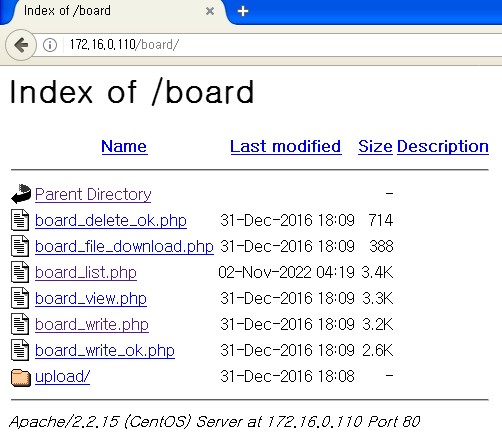 Index of /board
172.16.0.110/board/
Index of /board
Name Last modified Size Description
Parent Directory -
board_delete_ok.php 31-Dec-2016 18:09 714
board_file_download.php 31-Dec-2016 18:09 388
board_list.php 02-Nov-2022 04:19 3.4K
board_view.php 31-Dec-2016 18:09 3.3K
board_write.php 31-Dec-2016 18:09 3.2K
board_write_ok.php 31-Dec-2016 18:09 2.6K
upload/ 31-Dec-2016 18:08 -
Apache/2.2.15 (CentOS) Server at 172.16.0.110 Port 80